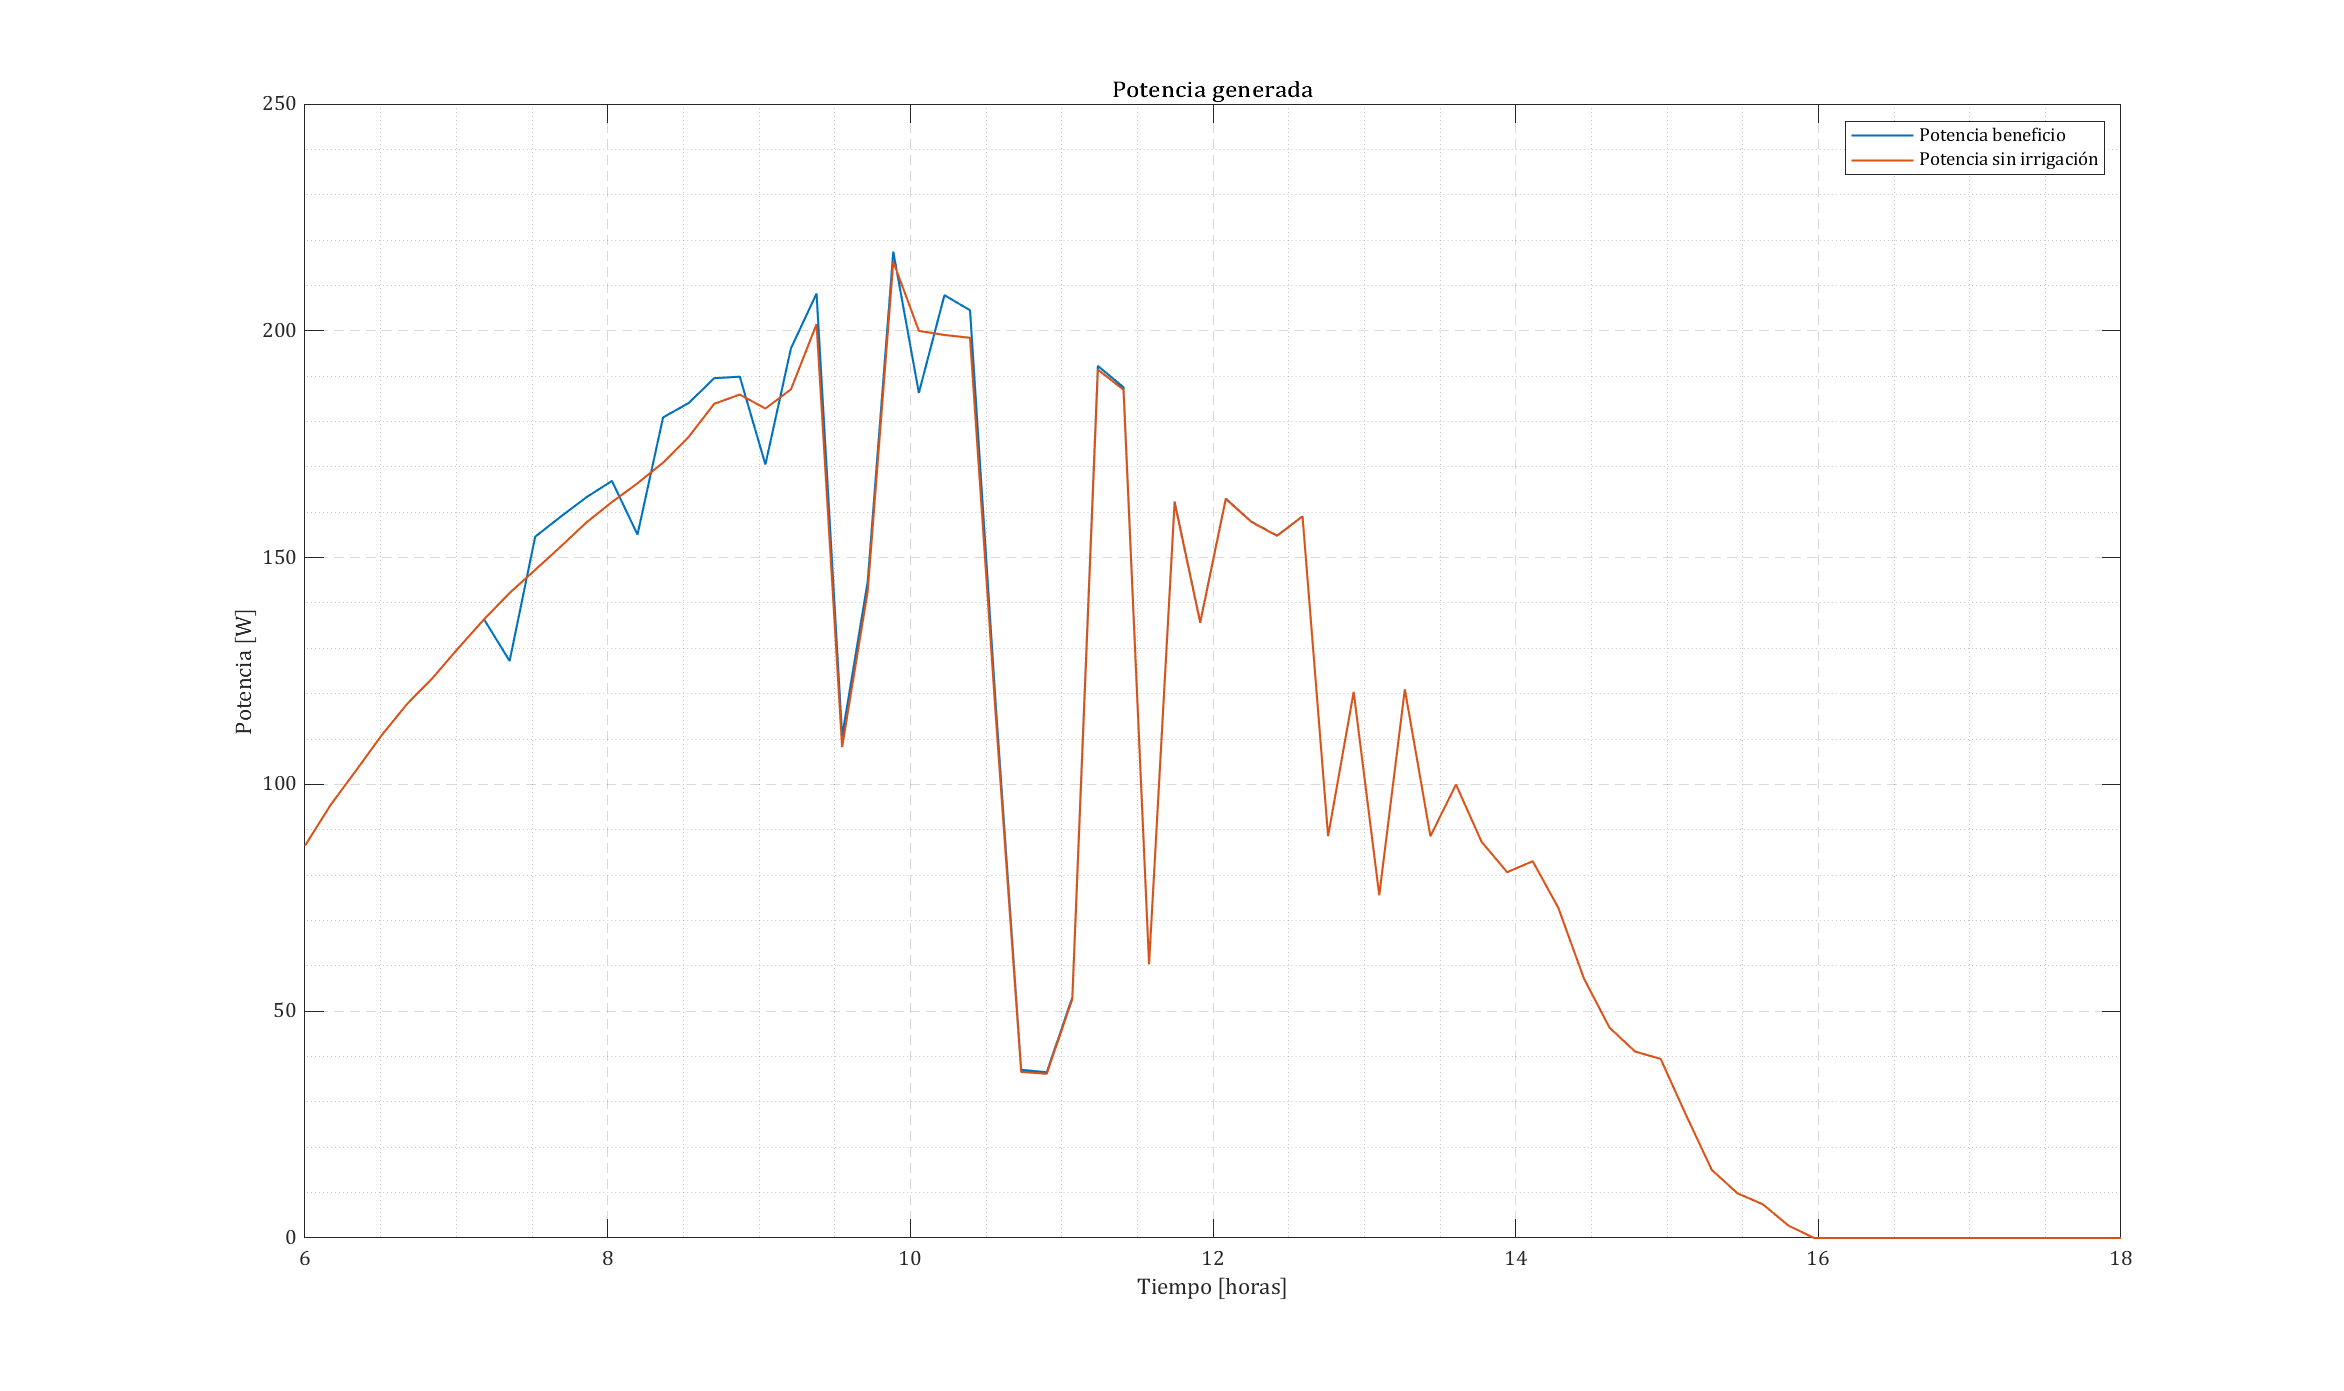 Potencia generada
250
200
150
100
50
0
Potencia [W]
Potencia beneficio
Potencia sin irrigación
6 8 10 12 14 16 18
Tiempo [horas]